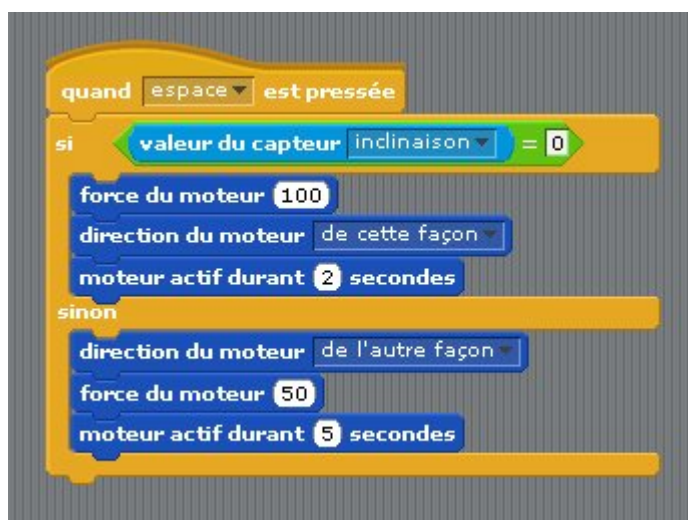 quand espace est pressée
si valeur du capteur inclinaison = 0
force du moteur 100
direction du moteur de cette façon
moteur actif durant 2 secondes
sinon
direction du moteur de l'autre façon
force du moteur 50
moteur actif durant 5 secondes